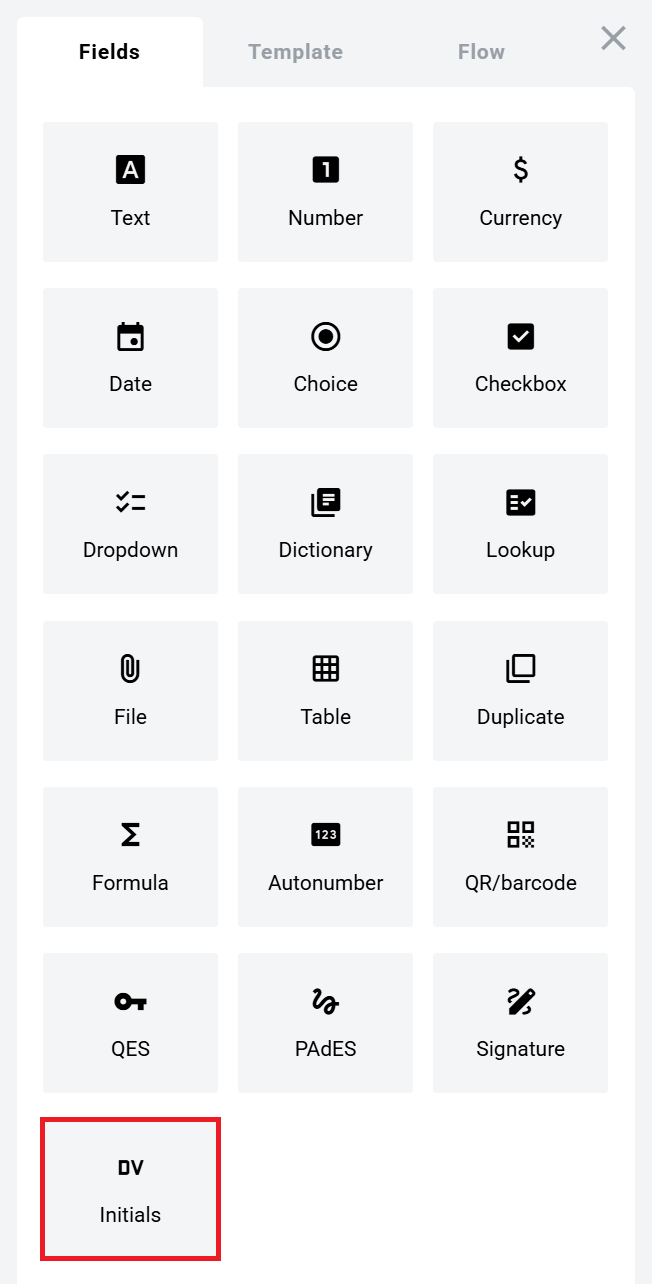 Fields Template Flow
A 1 $
Text Number Currency
Date Choice Checkbox
Dropdown Dictionary Lookup
File Table Duplicate
Σ 123
Formula Autonumber QR/barcode
QES PAdES Signature
DV
Initials